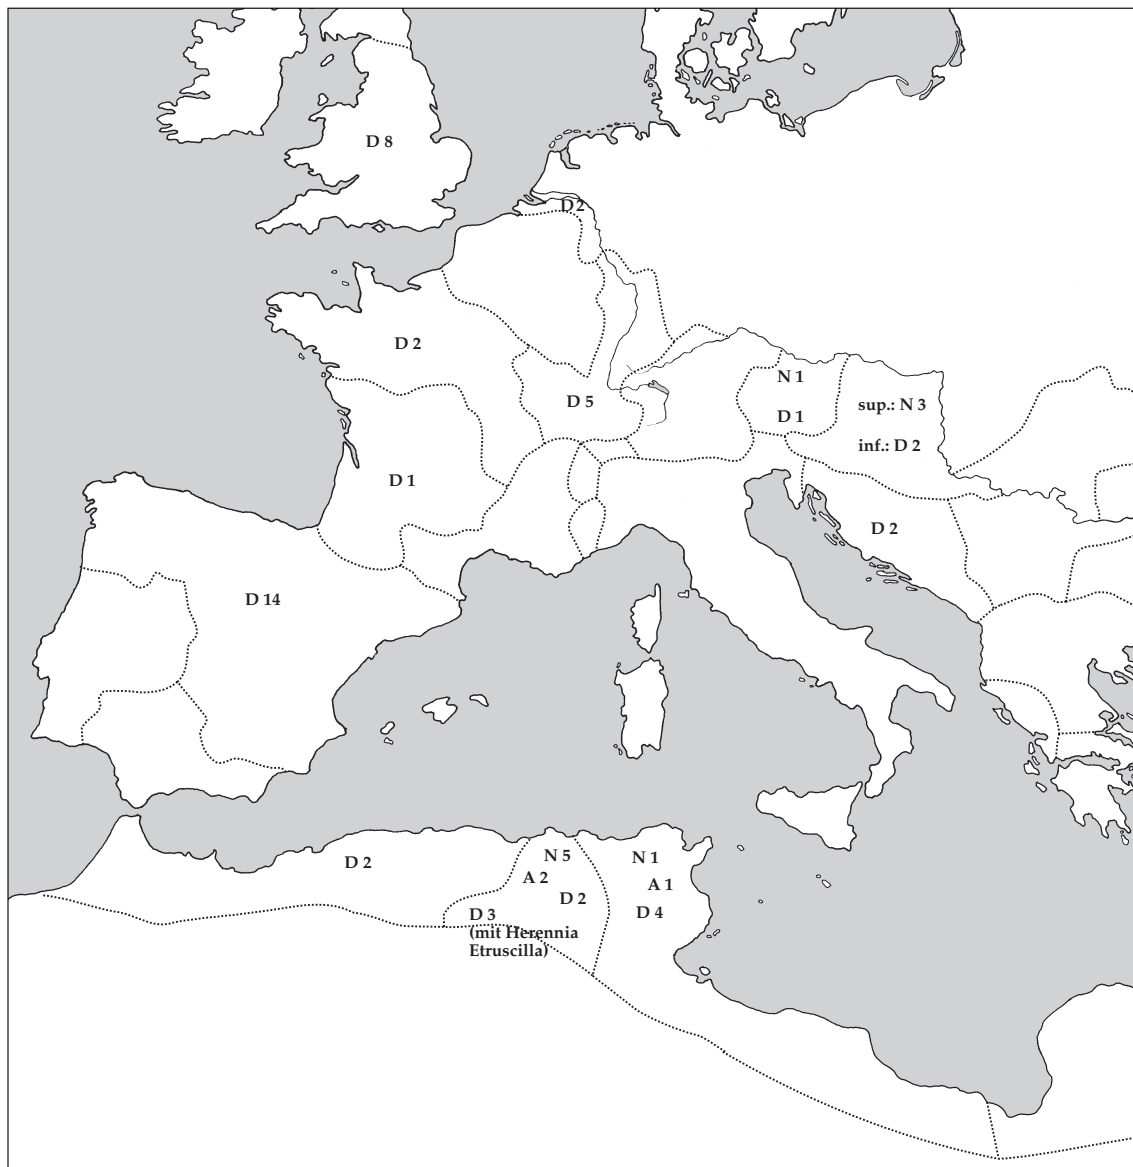 D 8
D 2
D 2
N 1
D 5
sup.: N 3
D 1
inf.: D 2
D 1
D 2
D 14
D 2
N 5
N 1
A 2
A 1
D 2
D 3
D 4
(mit Herennia
Etruscilla)